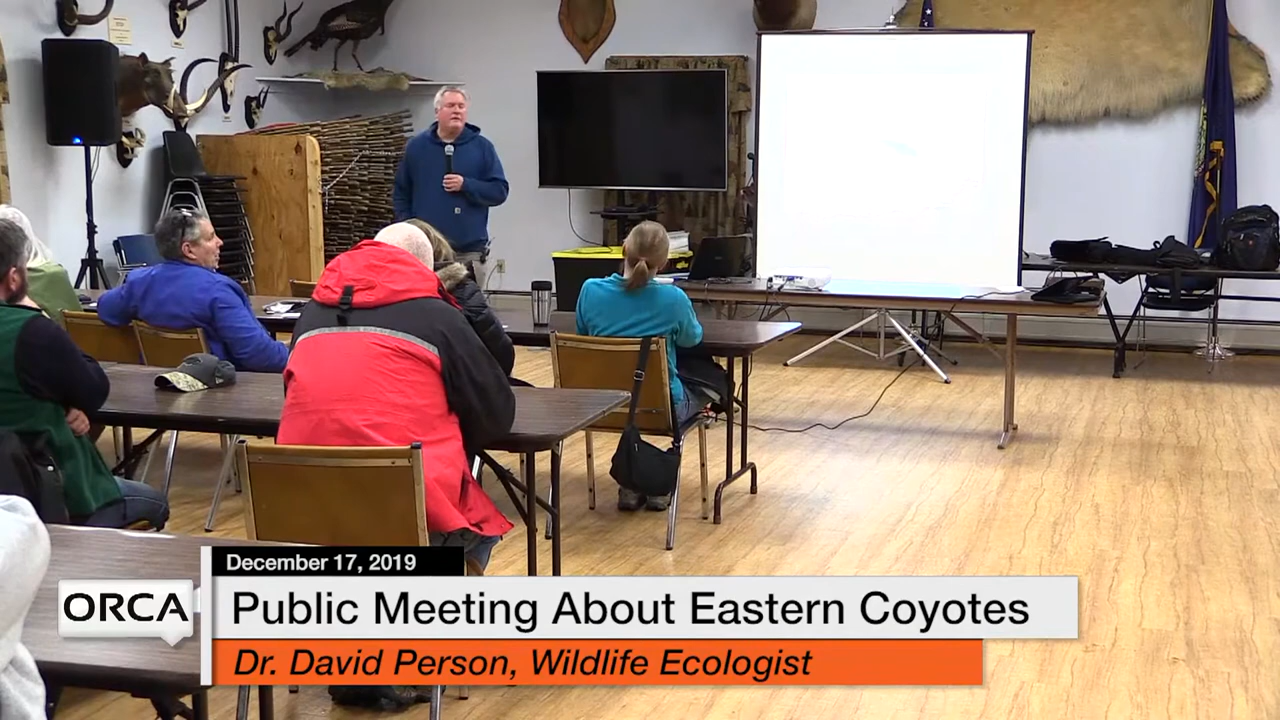 December 17, 2019
ORCA
Public Meeting About Eastern Coyotes
Dr. David Person, Wildlife Ecologist